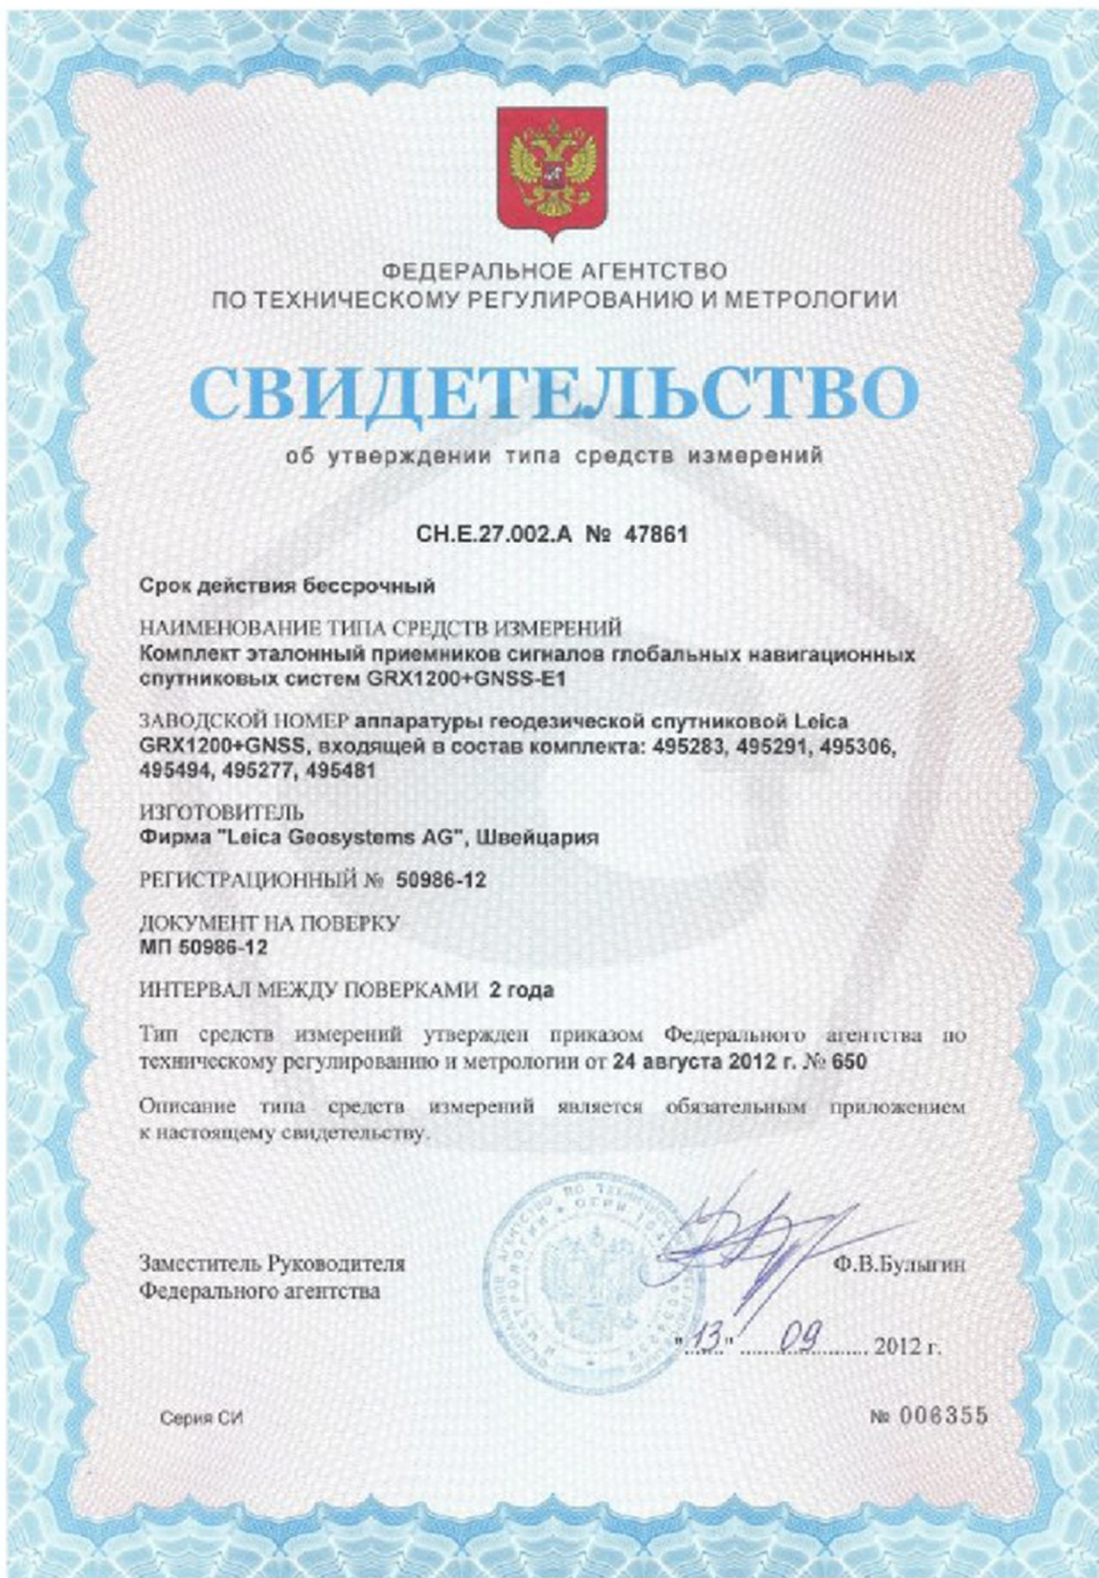 ФЕДЕРАЛЬНОЕ АГЕНТСТВО
ПО ТЕХНИЧЕСКОМУ РЕГУЛИРОВАНИЮ И МЕТРОЛОГИИ
СВИДЕТЕЛЬСТВО
об утверждении типа средств измерений
CH.E.27.002.A № 47861
Срок действия бессрочный
НАИМЕНОВАНИЕ ТИПА СРЕДСТВ ИЗМЕРЕНИЙ
Комплект эталонный приемников сигналов глобальных навигационных
спутниковых систем GRX1200+GNSS-E1
ЗАВОДСКОЙ НОМЕР аппаратуры геодезической спутниковой Leica
GRX1200+GNSS, входящей в состав комплекта: 495283, 495291, 495306,
495494, 495277, 495481
ИЗГОТОВИТЕЛЬ
Фирма "Leica Geosystems AG", Швейцария
РЕГИСТРАЦИОННЫЙ № 50986-12
ДОКУМЕНТ НА ПОВЕРКУ
МП 50986-12
ИНТЕРВАЛ МЕЖДУ ПОВЕРКАМИ 2 года
Тип средств измерений утвержден приказом Федерального агентства по
техническому регулированию и метрологии от 24 августа 2012 г. № 650
Описание типа средств измерений является обязательным приложением
к настоящему свидетельству.
Заместитель Руководителя
Федерального агентства
Ф.В.Булыгин
"13" 09 2012 г.
Серия СИ
№ 006355